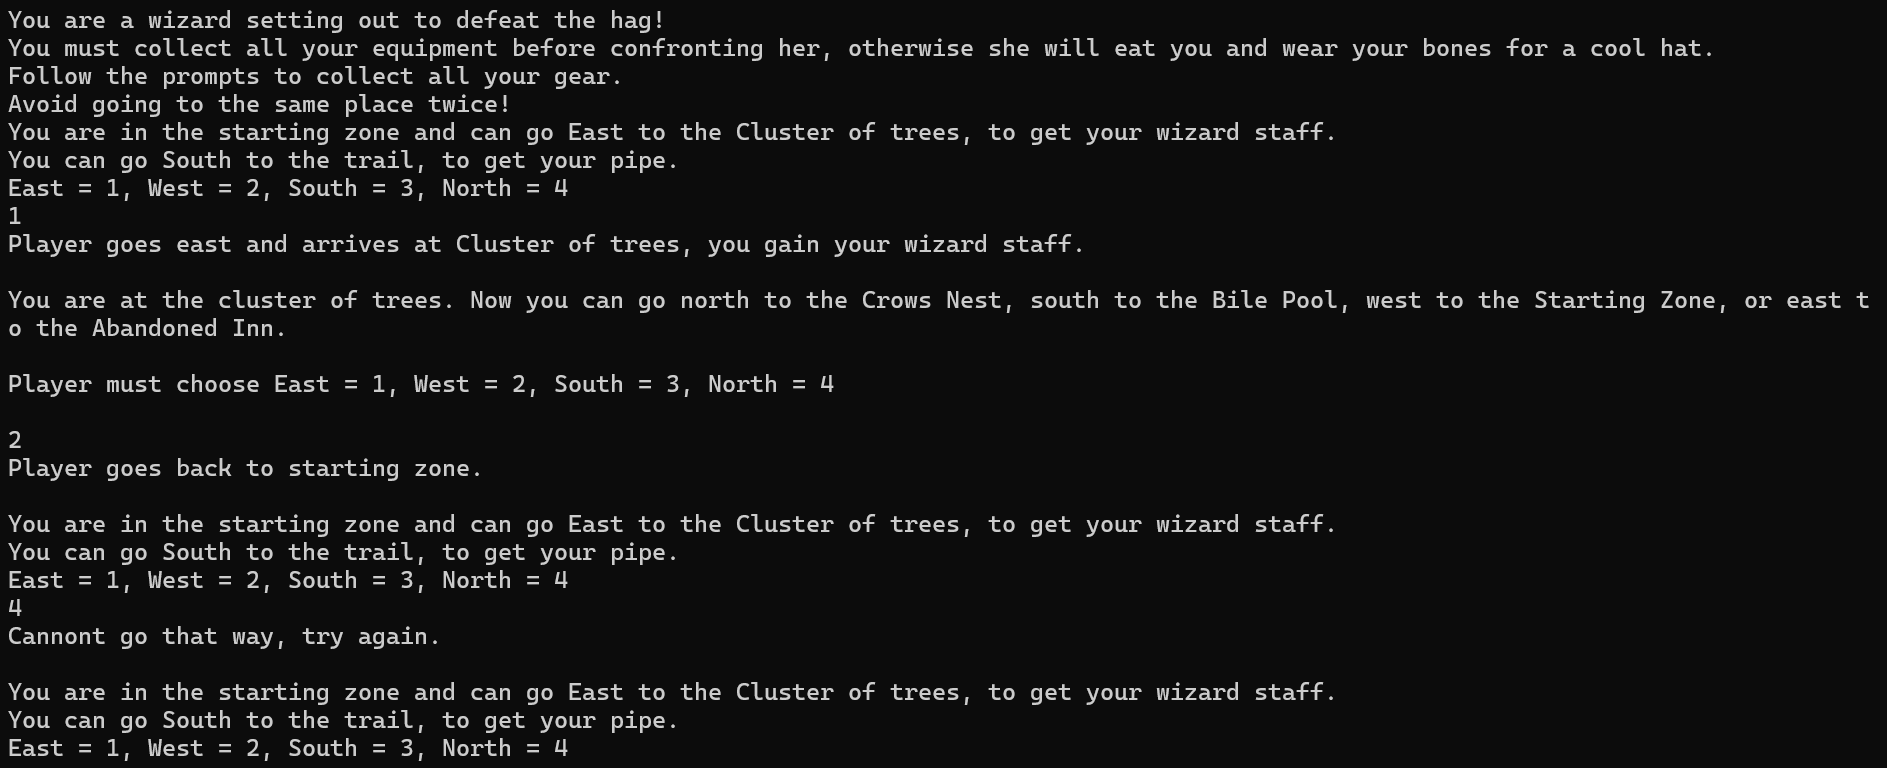 You are a wizard setting out to defeat the hag!
You must collect all your equipment before confronting her, otherwise she will eat you and wear your bones for a cool hat.
Follow the prompts to collect all your gear.
Avoid going to the same place twice!
You are in the starting zone and can go East to the Cluster of trees, to get your wizard staff.
You can go South to the trail, to get your pipe.
East = 1, West = 2, South = 3, North = 4
1
Player goes east and arrives at Cluster of trees, you gain your wizard staff.
You are at the cluster of trees. Now you can go north to the Crows Nest, south to the Bile Pool, west to the Starting Zone, or east t
o the Abandoned Inn.
Player must choose East = 1, West = 2, South = 3, North = 4
2
Player goes back to starting zone.
You are in the starting zone and can go East to the Cluster of trees, to get your wizard staff.
You can go South to the trail, to get your pipe.
East = 1, West = 2, South = 3, North = 4
4
Cannont go that way, try again.
You are in the starting zone and can go East to the Cluster of trees, to get your wizard staff.
You can go South to the trail, to get your pipe.
East = 1, West = 2, South = 3, North = 4